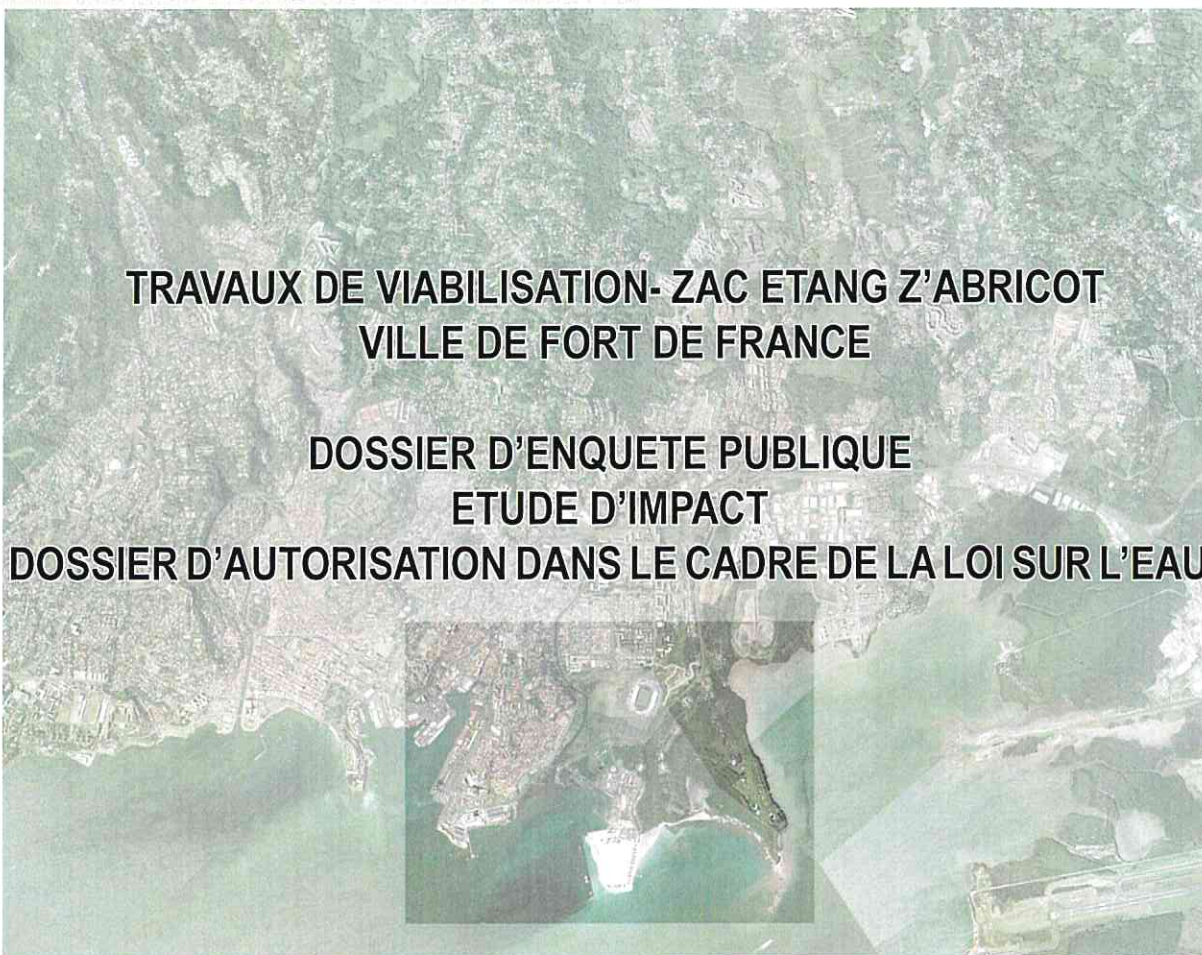 TRAVAUX DE VIABILISATION- ZAC ETANG Z'ABRICOT
VILLE DE FORT DE FRANCE
DOSSIER D'ENQUETE PUBLIQUE
ETUDE D'IMPACT
DOSSIER D'AUTORISATION DANS LE CADRE DE LA LOI SUR L'EAU